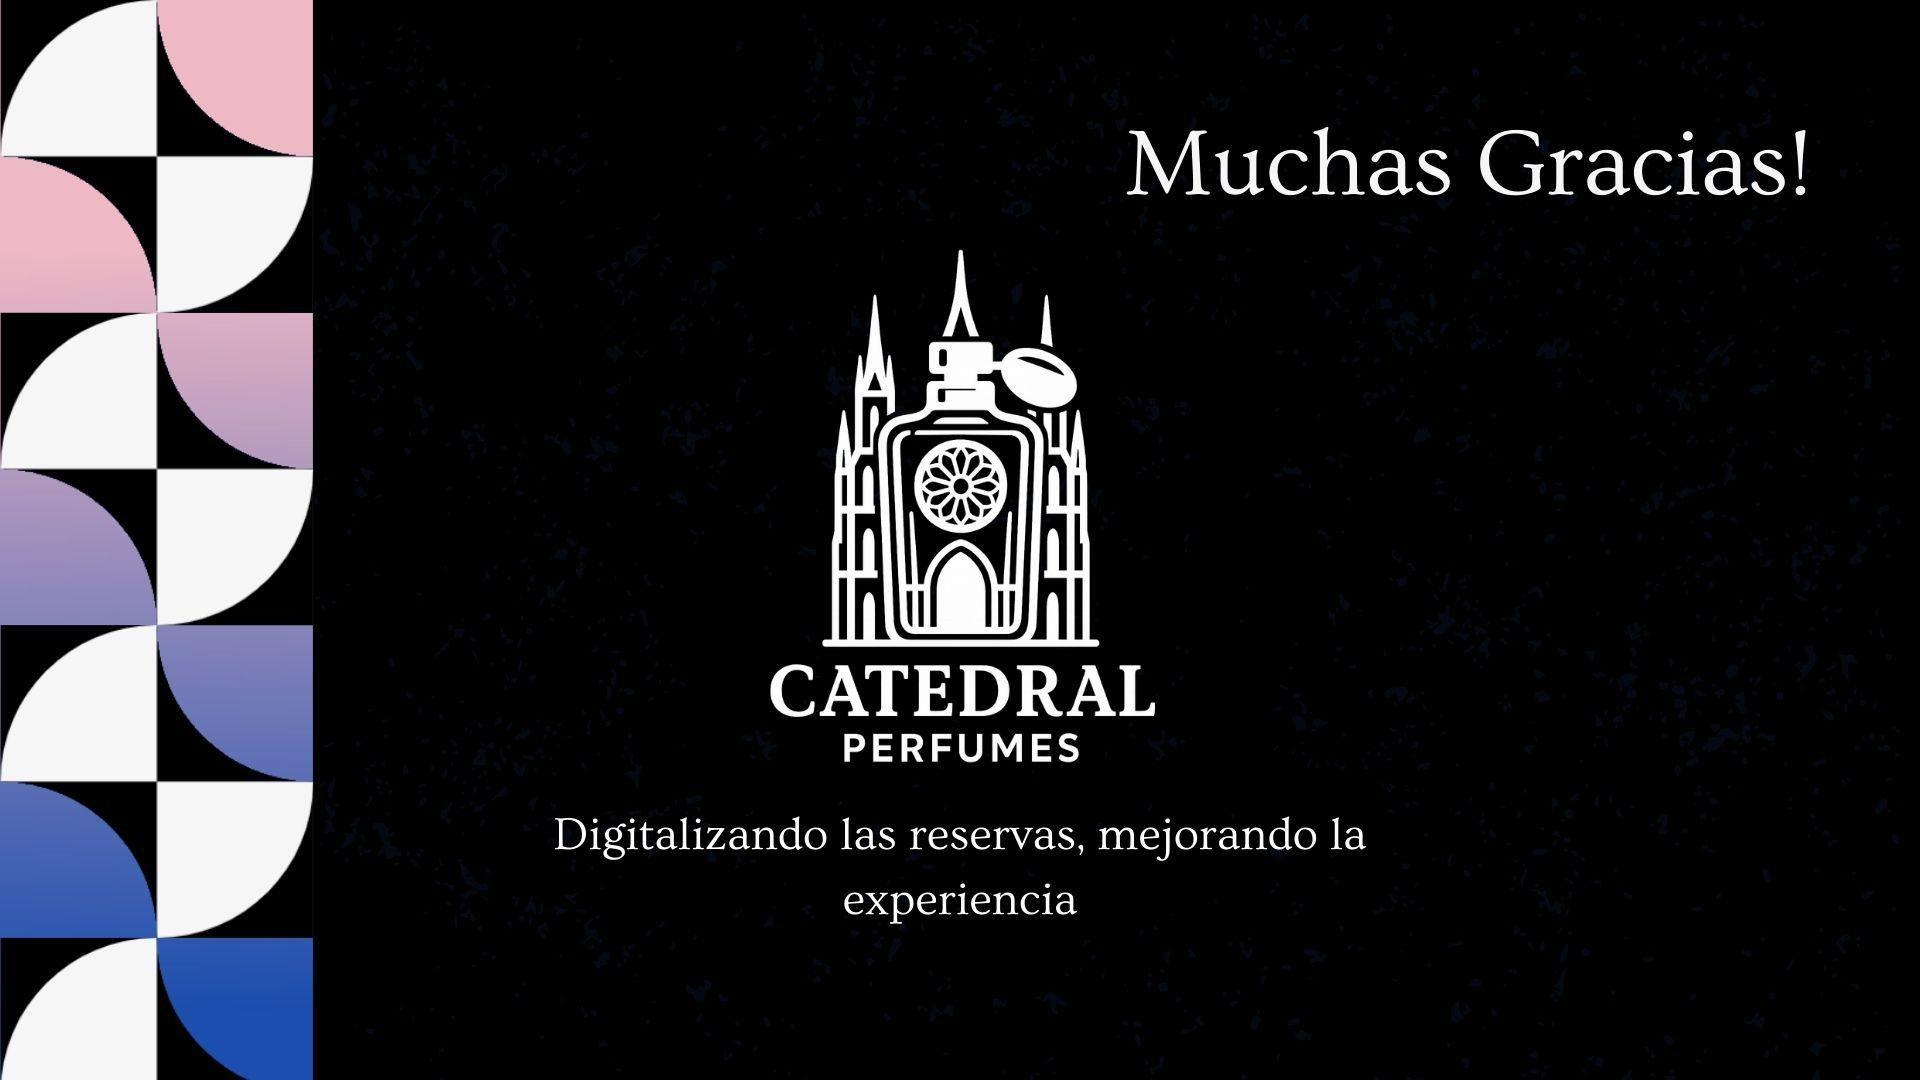 Muchas Gracias!
CATEDRAL
PERFUMES
Digitalizando las reservas, mejorando la
experiencia